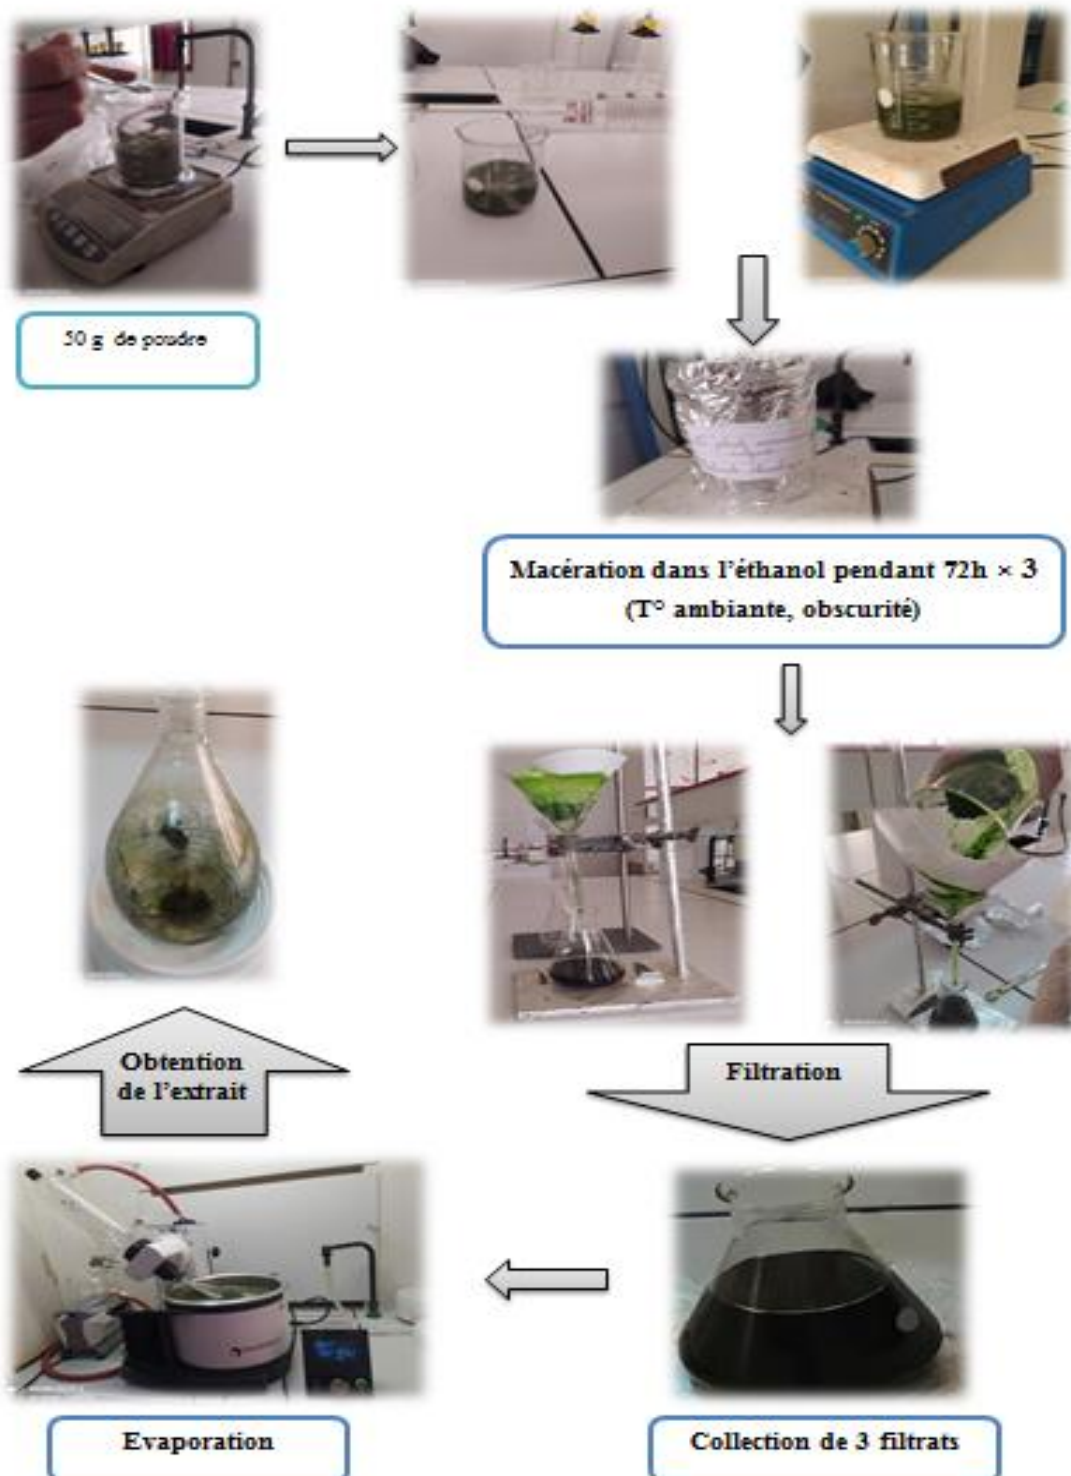 50 g de poudre
Macération dans l'éthanol pendant 72h × 3
(T° ambiante, obscurité)
Obtention
de l'extrait
Filtration
Evaporation
Collection de 3 filtrats